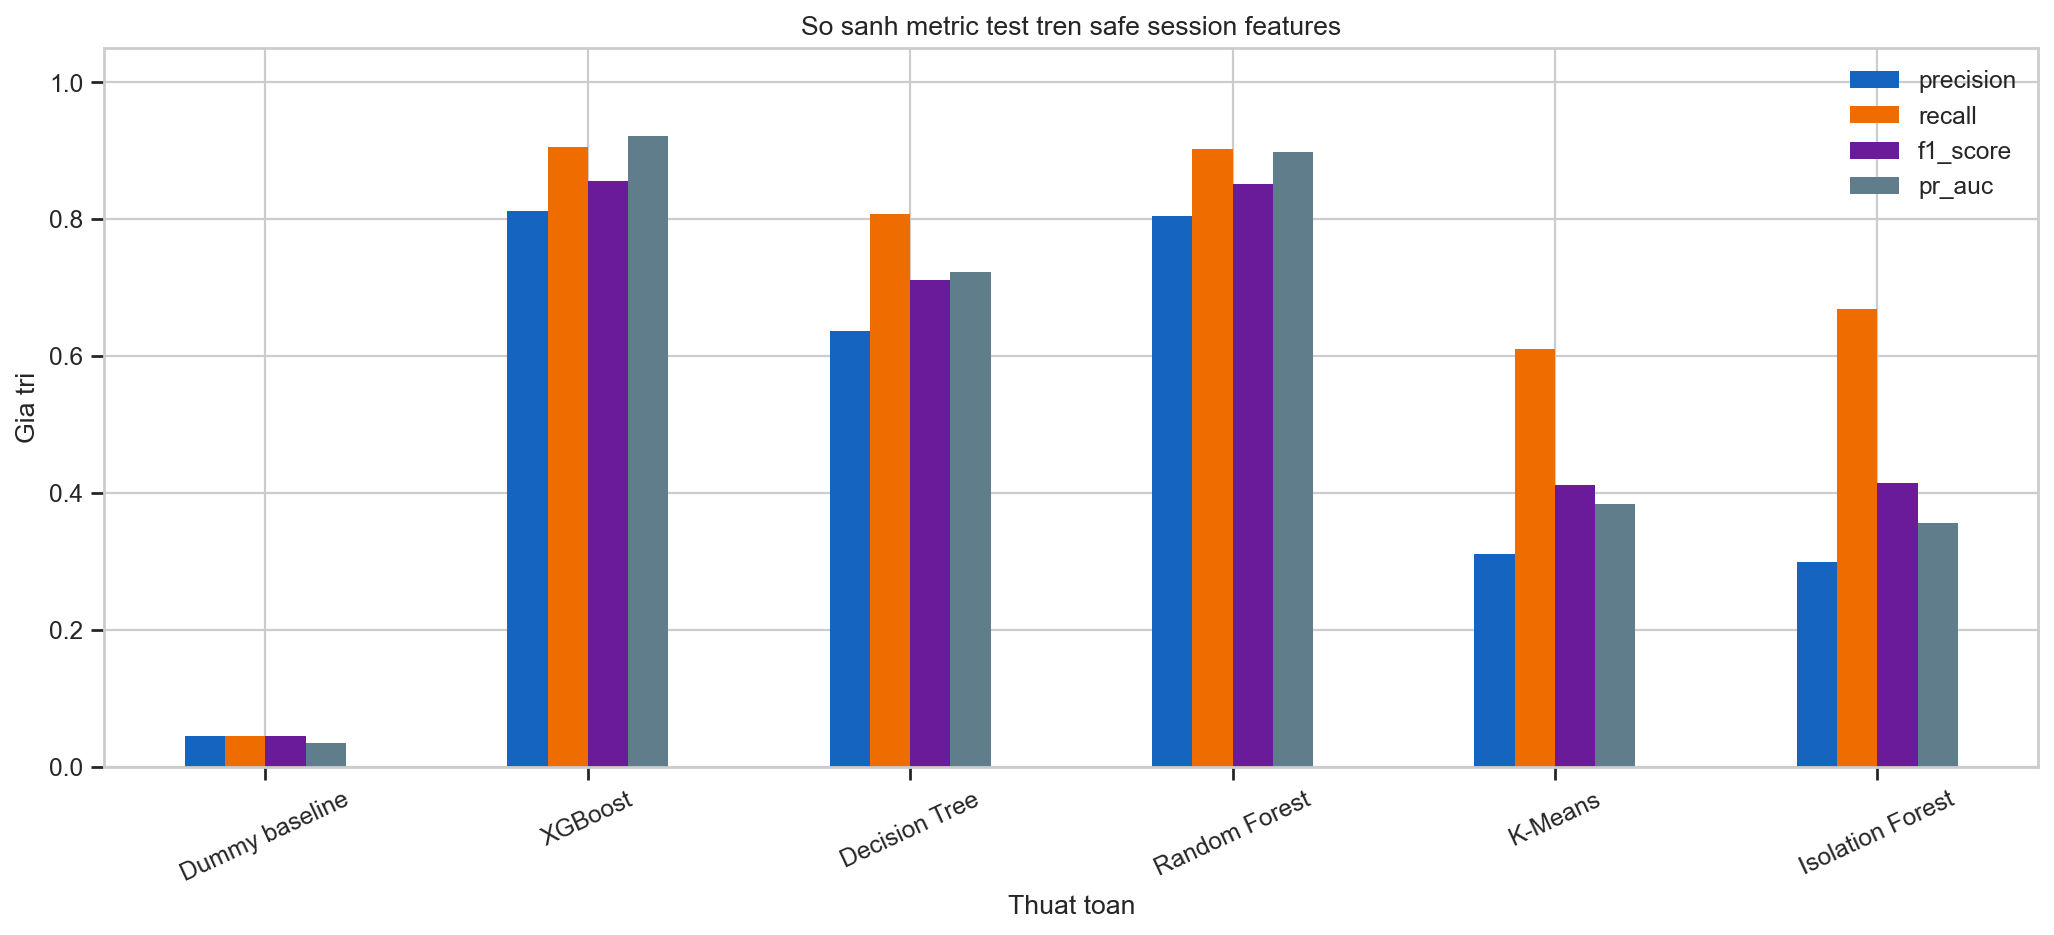 So sanh metric test tren safe session features
precision
recall
f1_score
pr_auc
Gia tri
1.0
0.8
0.6
0.4
0.2
0.0
Dummy baseline
XGBoost
Decision Tree
Random Forest
K-Means
Isolation Forest
Thuat toan